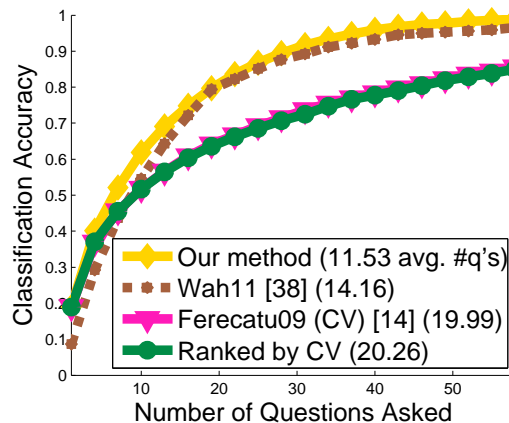 Classification Accuracy
1
0.9
0.8
0.7
0.6
0.5
0.4
0.3
0.2
0.1
0
10
20
30
40
50
Number of Questions Asked
Our method (11.53 avg. #q's)
Wah11 [38] (14.16)
Ferecatu09 (CV) [14] (19.99)
Ranked by CV (20.26)